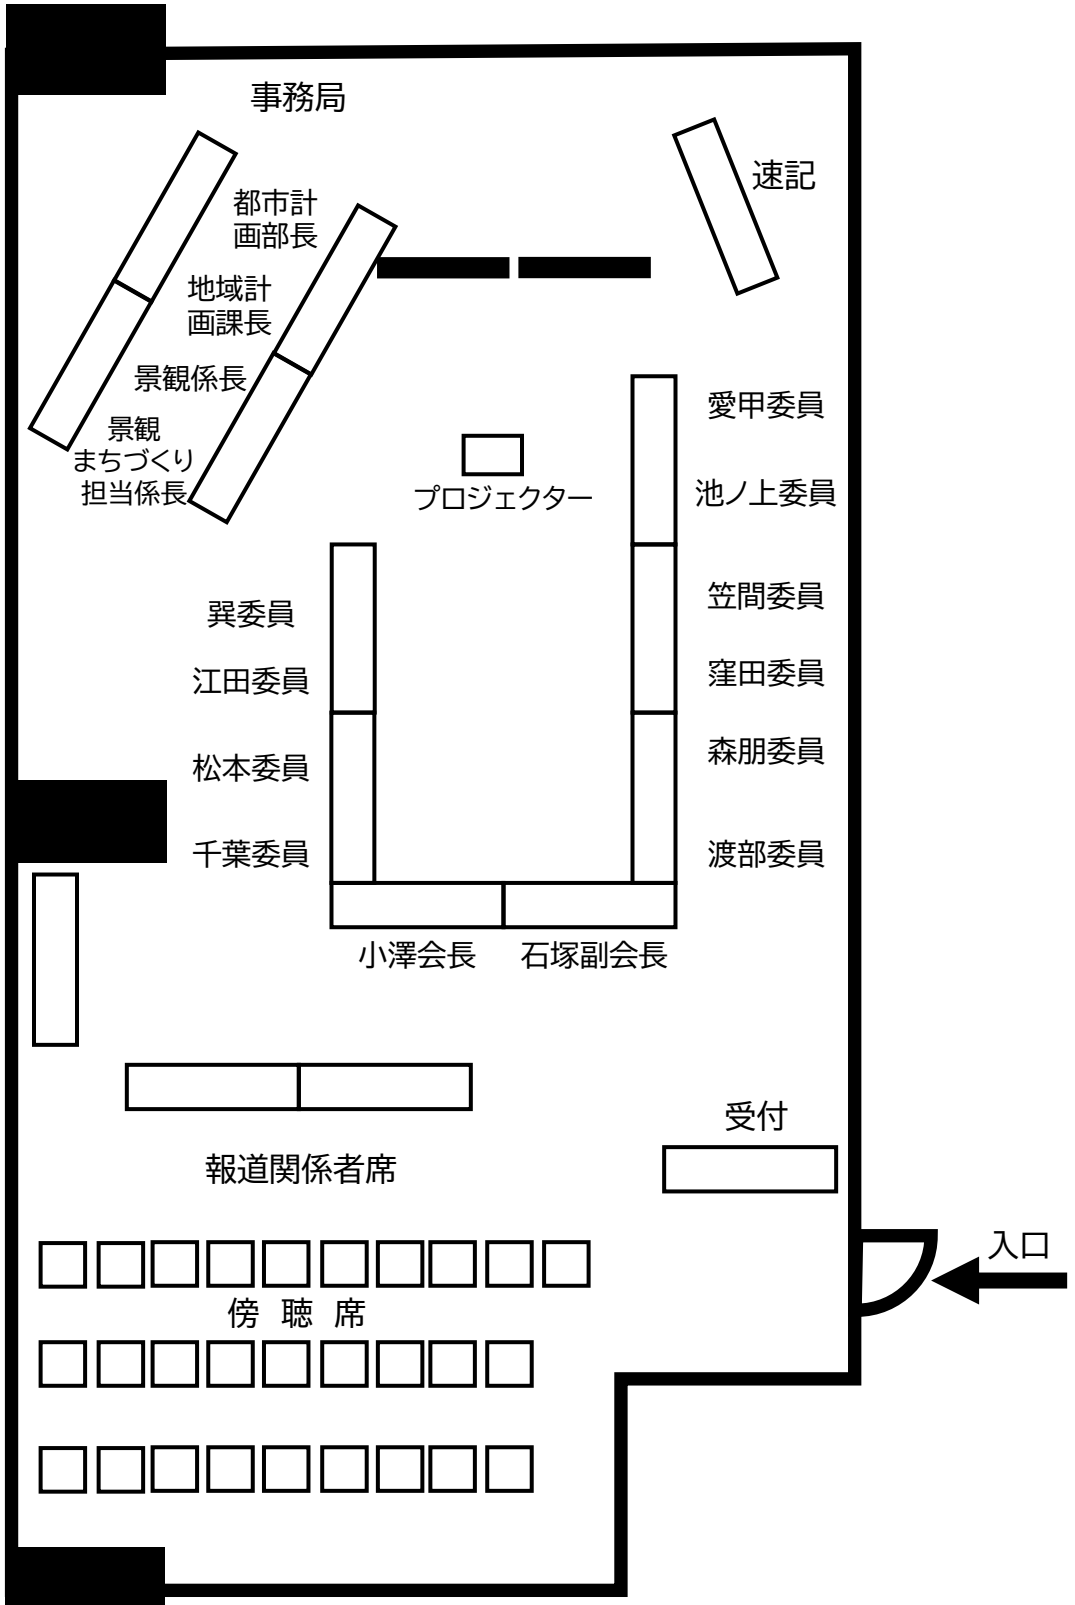 事務局
速記
都市計
画部長
地域計
画課長
景観係長
景観
まちづくり
担当係長
プロジェクター
愛甲委員
池ノ上委員
笠間委員
窪田委員
森朋委員
渡部委員
巽委員
江田委員
松本委員
千葉委員
小澤会長
石塚副会長
受付
報道関係者席
入口
傍 聴 席